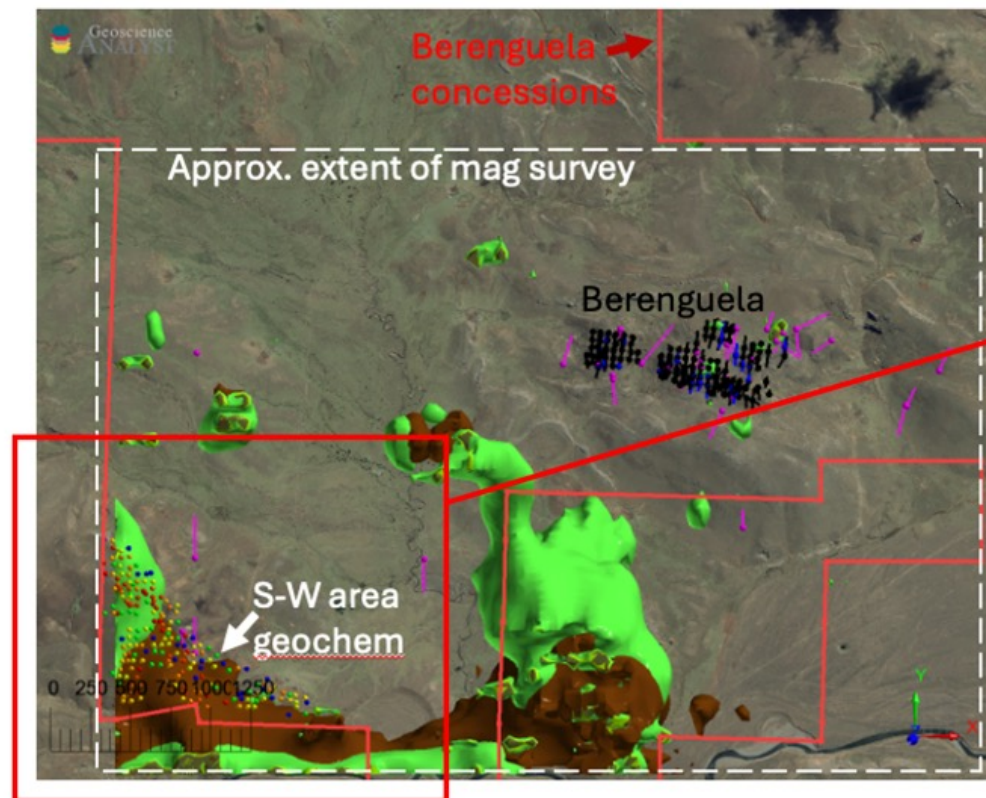 Geoscience
ANALYST
Berenguela
concessions
Approx. extent of mag survey
Berenguela
S-W area
geochem
0 250 500 750 1000 1250
Y
X